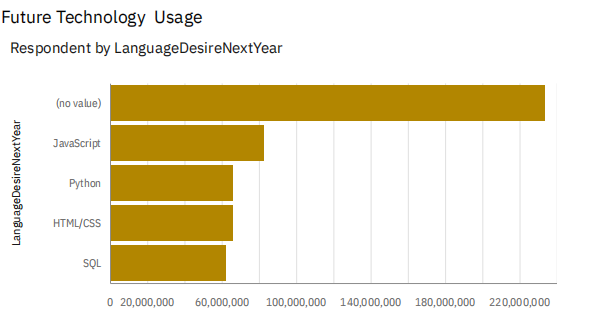 Future Technology Usage
Respondent by LanguageDesireNextYear
LanguageDesireNextYear
(no value)
JavaScript
Python
HTML/CSS
SQL
0 20,000,000 60,000,000 100,000,000 140,000,000 180,000,000 220,000,000